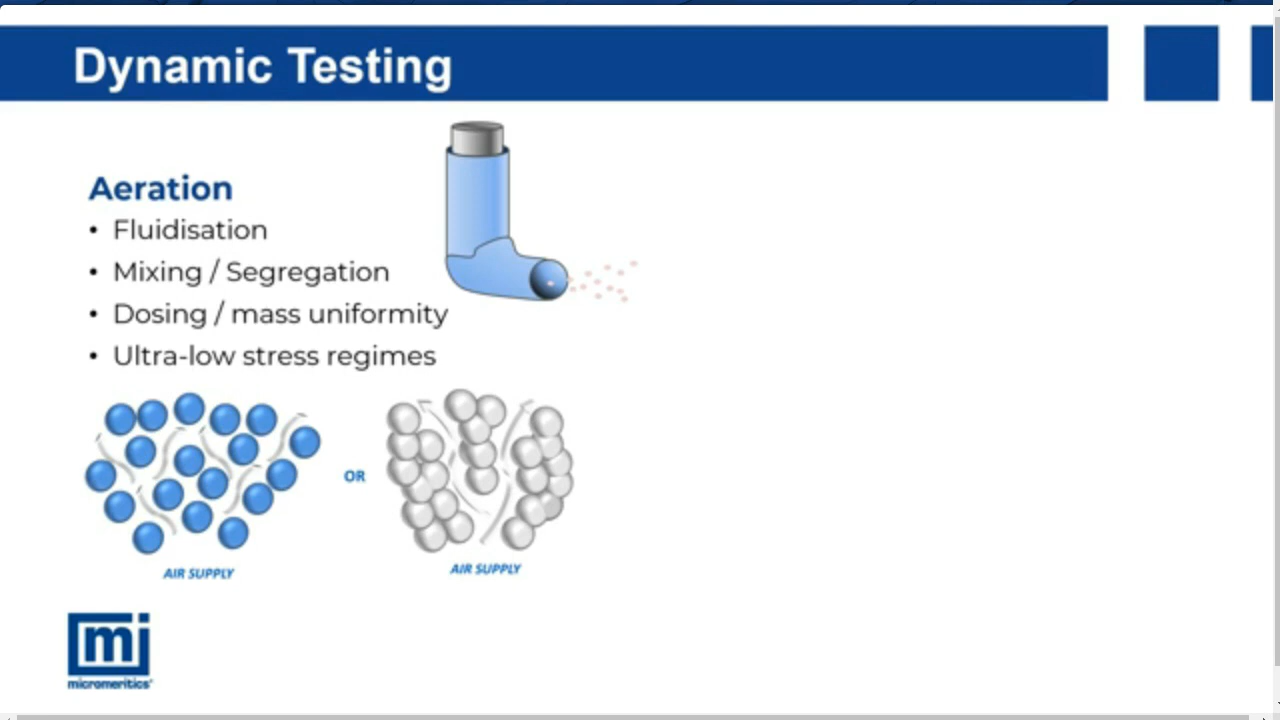 Dynamic Testing
Aeration
• Fluidisation
• Mixing / Segregation
• Dosing / mass uniformity
• Ultra-low stress regimes
OR
AIR SUPPLY
AIR SUPPLY
mi
micromeritics®